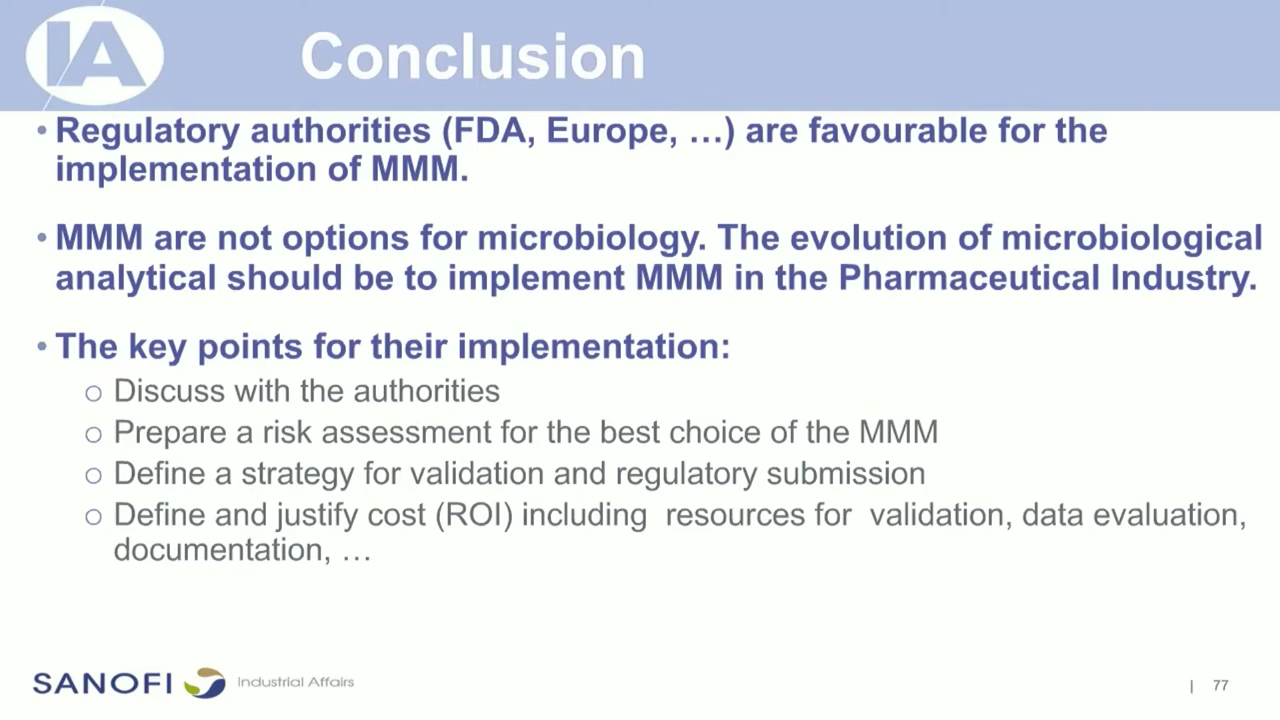 IA
Conclusion
• Regulatory authorities (FDA, Europe, …) are favourable for the
implementation of MMM.
• MMM are not options for microbiology. The evolution of microbiological
analytical should be to implement MMM in the Pharmaceutical Industry.
• The key points for their implementation:
o Discuss with the authorities
o Prepare a risk assessment for the best choice of the MMM
o Define a strategy for validation and regulatory submission
o Define and justify cost (ROI) including  resources for  validation, data evaluation,
documentation, …
SANOFI Industrial Affairs
| 77